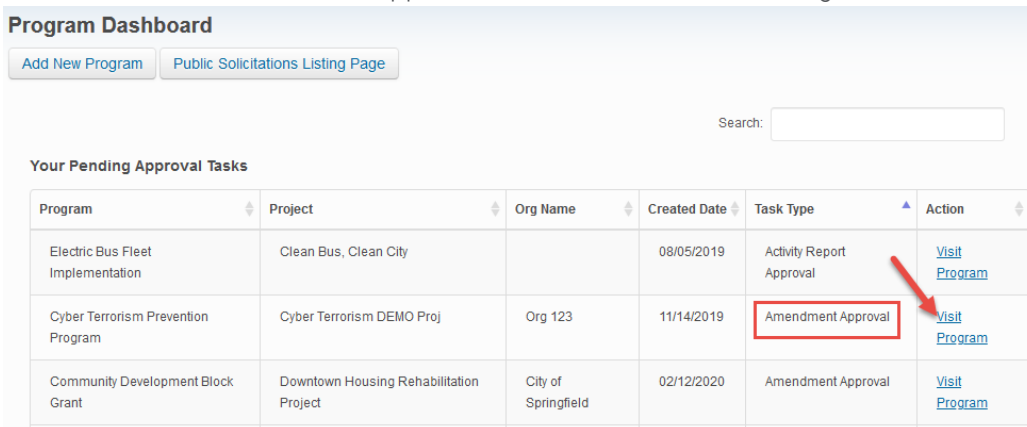 Program Dashboard
Add New Program Public Solicitations Listing Page
Search:
Your Pending Approval Tasks
Program Project Org Name Created Date Task Type Action
Electric Bus Fleet Clean Bus, Clean City 08/05/2019 Activity Report Visit
Implementation Approval Program
Cyber Terrorism Prevention Cyber Terrorism DEMO Proj Org 123 11/14/2019 Amendment Approval Visit
Program Program
Community Development Block Downtown Housing Rehabilitation City of 02/12/2020 Amendment Approval Visit
Grant Project Springfield Program